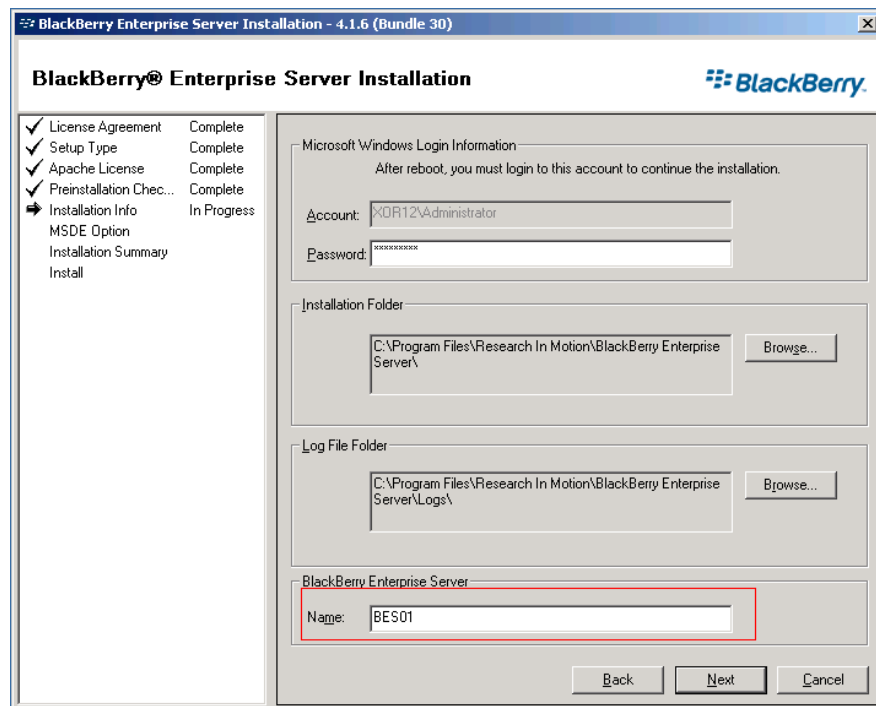 BlackBerry Enterprise Server Installation - 4.1.6 (Bundle 30)
BlackBerry® Enterprise Server Installation
BlackBerry.
License Agreement Complete
Setup Type Complete
Apache License Complete
Preinstallation Chec... Complete
Installation Info In Progress
MSDE Option
Installation Summary
Install
Microsoft Windows Login Information
After reboot, you must login to this account to continue the installation.
Account: XOR12\Administrator
Password: *********
Installation Folder
C:\Program Files\Research In Motion\BlackBerry Enterprise
Server\
Browse...
Log File Folder
C:\Program Files\Research In Motion\BlackBerry Enterprise
Server\Logs\
Browse...
BlackBerry Enterprise Server
Name: BES01
Back Next Cancel